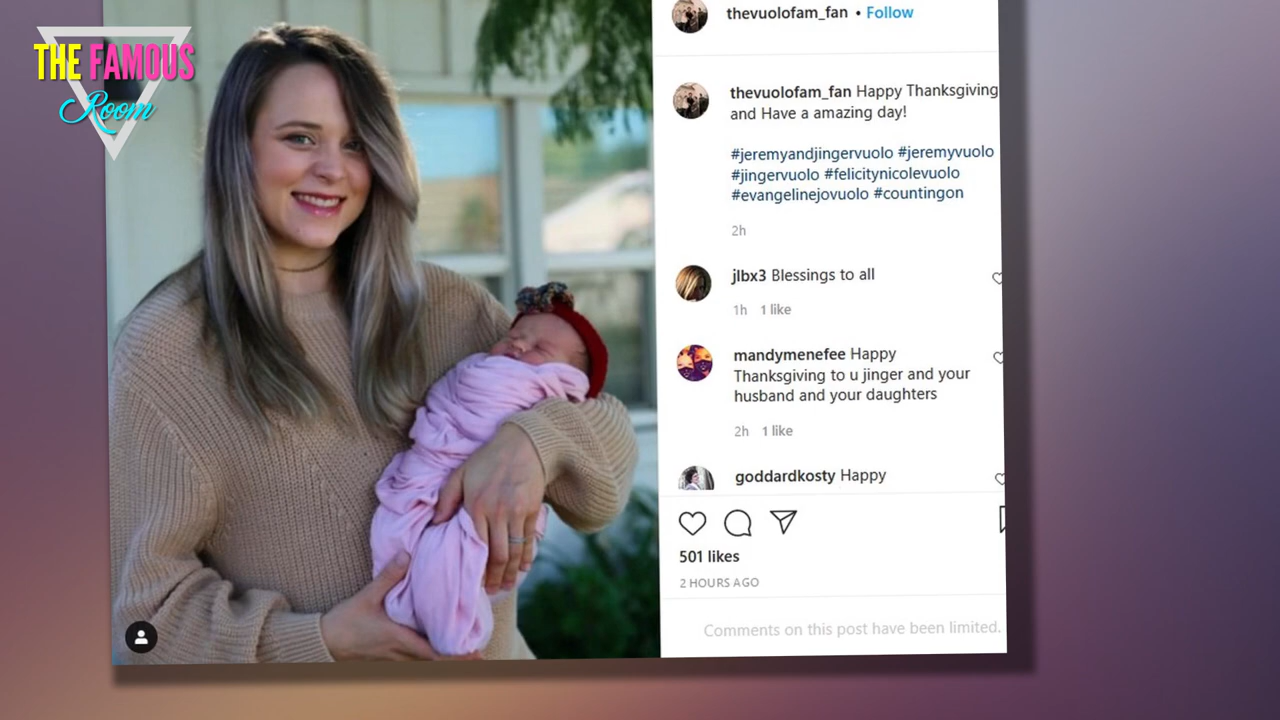 THE FAMOUS
Room
thevuolofam_fan • Follow
thevuolofam_fan Happy Thanksgiving
and Have a amazing day!
#jeremyandjingervuolo #jeremyvuolo
#jingervuolo #felicitynicolevuolo
#evangelinejovuolo #countingon
2h
jlbx3 Blessings to all
1h 1 like
mandymenefee Happy
Thanksgiving to u jinger and your
husband and your daughters
2h 1 like
goddardkosty Happy
501 likes
2 HOURS AGO
Comments on this post have been limited.